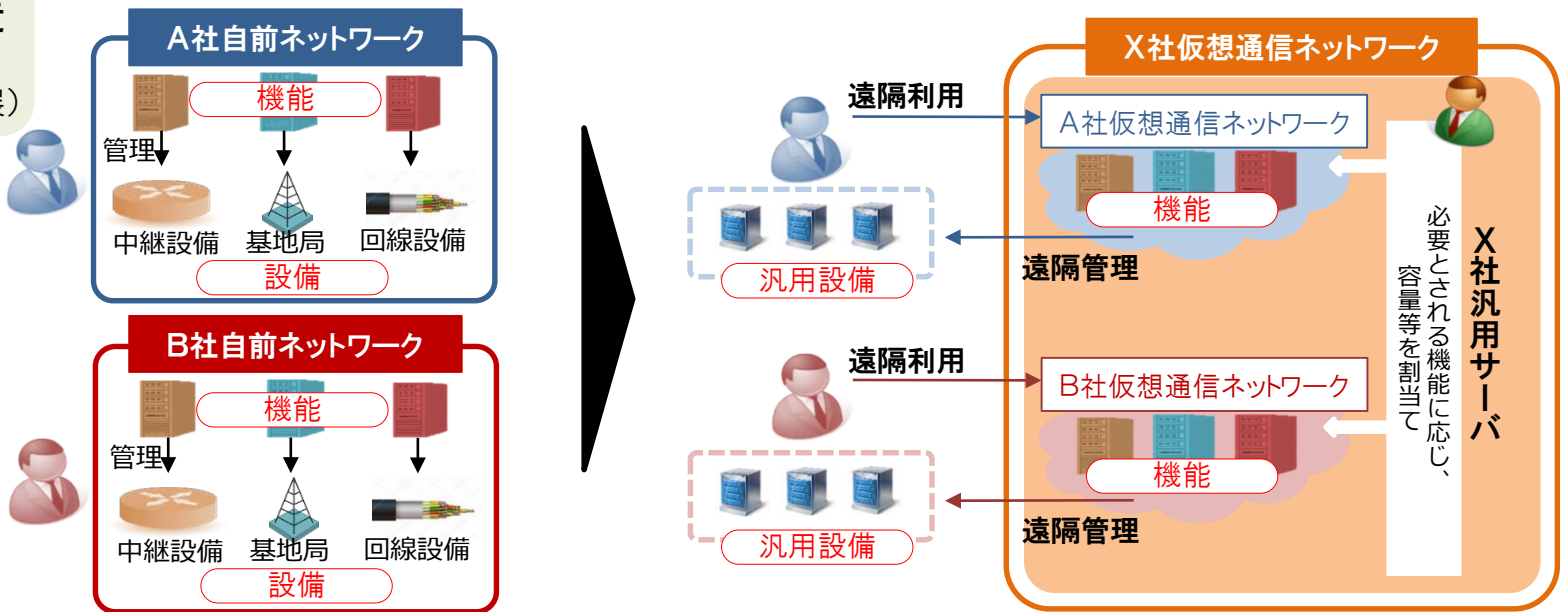 展）
A社自前ネットワーク
機能
管理
中継設備
基地局
回線設備
設備
B社自前ネットワーク
機能
管理
中継設備
基地局
回線設備
設備
遠隔利用
汎用設備
遠隔管理
遠隔利用
汎用設備
遠隔管理
X社仮想通信ネットワーク
A社仮想通信ネットワーク
機能
B社仮想通信ネットワーク
機能
X社汎用サーバ
必要とされる機能に応じ、
容量等を割当て